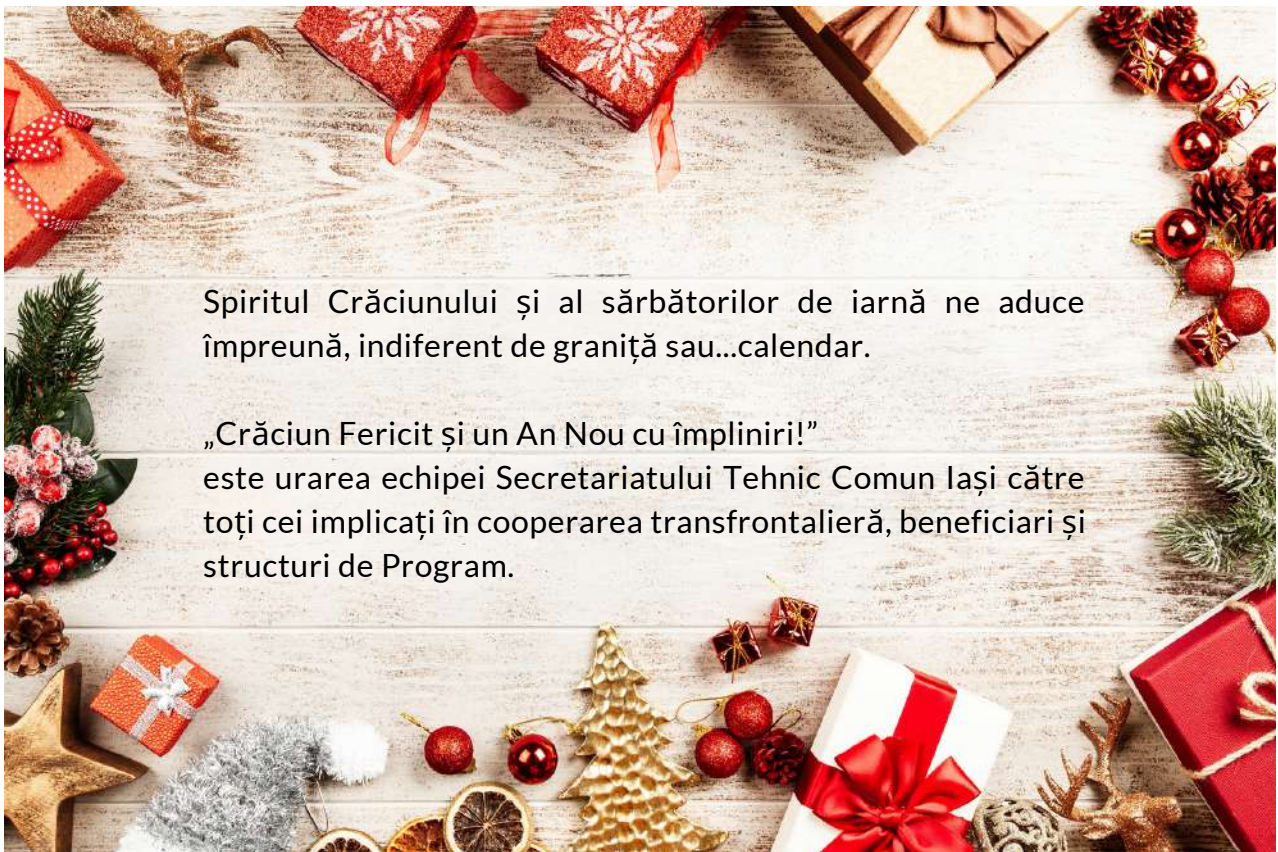 Spiritul Crăciunului și al sărbătorilor de iarnă ne aduce
împreună, indiferent de graniță sau...calendar.
„Crăciun Fericit și un An Nou cu împliniri!”
este urarea echipei Secretariatului Tehnic Comun Iași către
toți cei implicați în cooperarea transfrontalieră, beneficiari și
structuri de Program.